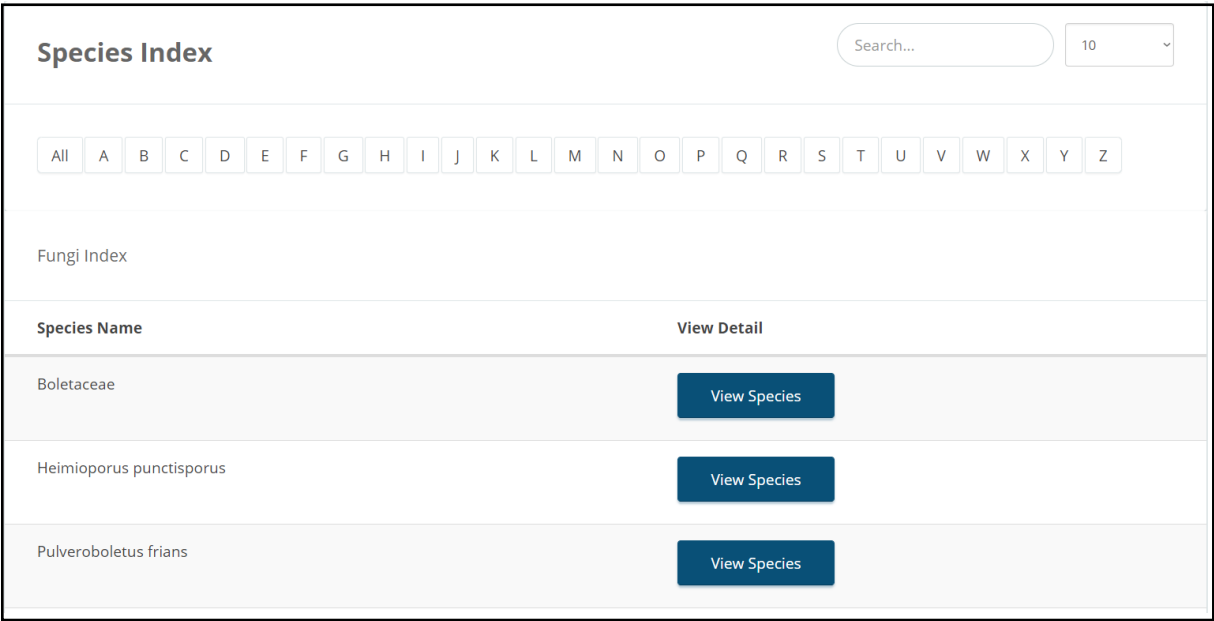 Species Index
Search...
10
All A B C D E F G H I J K L M N O P Q R S T U V W X Y Z
Fungi Index
Species Name View Detail
Boletaceae View Species
Heimioporus punctisporus View Species
Pulveroboletus frians View Species